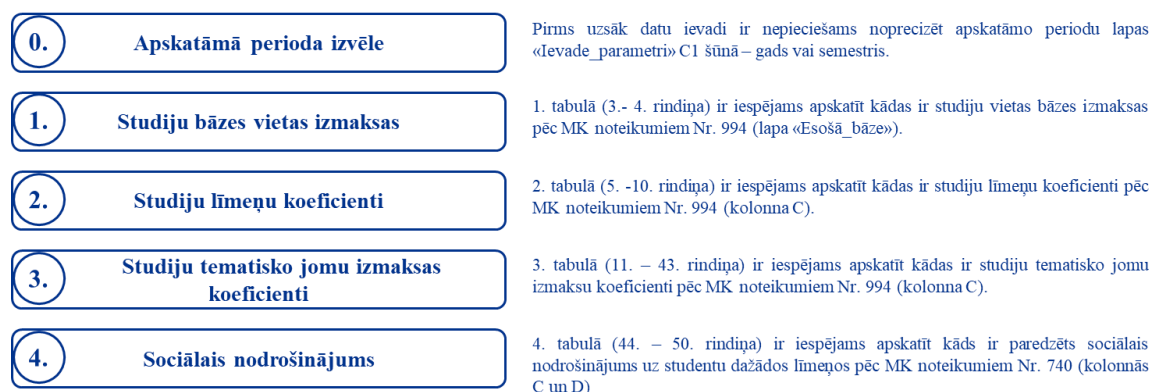 0.
Apskatāmā perioda izvēle
Pirms uzsāk datu ievadi ir nepieciešams noprecizēt apskatāmo periodu lapas
«Ievade_parametri» C1 šūnā – gads vai semestris.
1.
Studiju bāzes vietas izmaksas
1. tabulā (3.- 4. rindiņa) ir iespējams apskatīt kādas ir studiju vietas bāzes izmaksas
pēc MK noteikumiem Nr. 994 (lapa «Esošā_bāze»).
2.
Studiju līmeņu koeficienti
2. tabulā (5. -10. rindiņa) ir iespējams apskatīt kādas ir studiju līmeņu koeficienti pēc
MK noteikumiem Nr. 994 (kolonna C).
3.
Studiju tematisko jomu izmaksas
koeficienti
3. tabulā (11. – 43. rindiņa) ir iespējams apskatīt kādas ir studiju tematisko jomu
izmaksu koeficienti pēc MK noteikumiem Nr. 994 (kolonna C).
4.
Sociālais nodrošinājums
4. tabulā (44. – 50. rindiņa) ir iespējams apskatīt kāds ir paredzēts sociālais
nodrošinājums uz studentu dažādos līmeņos pēc MK noteikumiem Nr. 740 (kolonnās
C un D)